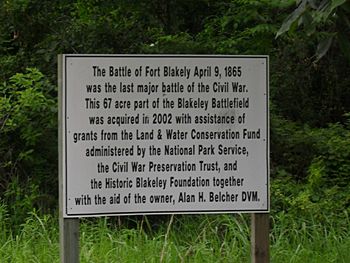 The Battle of Fort Blakely April 9, 1865
was the last major battle of the Civil War.
This 67 acre part of the Blakeley Battlefield
was acquired in 2002 with assistance of
grants from the Land & Water Conservation Fund
administered by the National Park Service,
the Civil War Preservation Trust, and
the Historic Blakeley Foundation together
with the aid of the owner, Alan H. Belcher DVM.